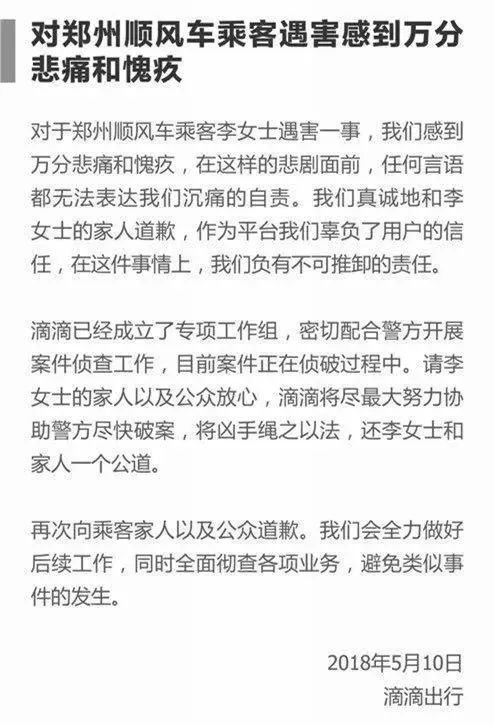 对郑州顺风车乘客遇害感到万分
悲痛和愧疚
对于郑州顺风车乘客李女士遇害一事，我们感到
万分悲痛和愧疚，在这样的悲剧面前，任何言语
都无法表达我们沉痛的自责。我们真诚地和李
女士的家人道歉，作为平台我们辜负了用户的信
任，在这件事情上，我们负有不可推卸的责任。
滴滴已经成立了专项工作组，密切配合警方开展
案件侦查工作，目前案件正在侦破过程中。请李
女士的家人以及公众放心，滴滴将尽最大努力协
助警方尽快破案，将凶手绳之以法，还李女士和
家人一个公道。
再次向乘客家人以及公众道歉。我们会全力做好
后续工作，同时全面彻查各项业务，避免类似事
件的发生。
2018年5月10日
滴滴出行